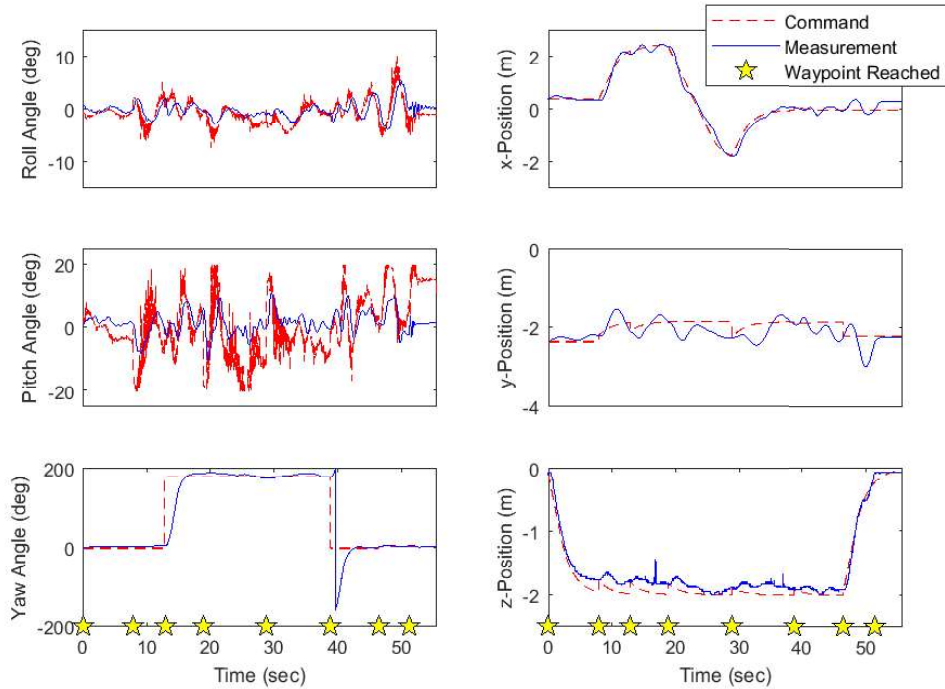 Roll Angle (deg)
10
0
-10
x-Position (m)
2
0
-2
Command
Measurement
Waypoint Reached
Pitch Angle (deg)
20
0
-20
y-Position (m)
0
-2
-4
Yaw Angle (deg)
200
0
-200
0 10 20 30 40 50
Time (sec)
z-Position (m)
0
-1
-2
0 10 20 30 40 50
Time (sec)